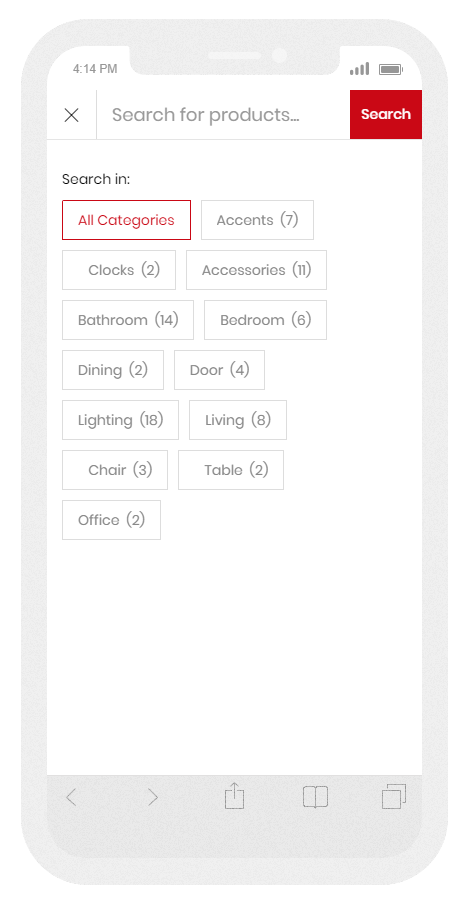 4:14 PM
Search for products... Search
Search in:
All Categories Accents (7)
Clocks (2) Accessories (11)
Bathroom (14) Bedroom (6)
Dining (2) Door (4)
Lighting (18) Living (8)
Chair (3) Table (2)
Office (2)